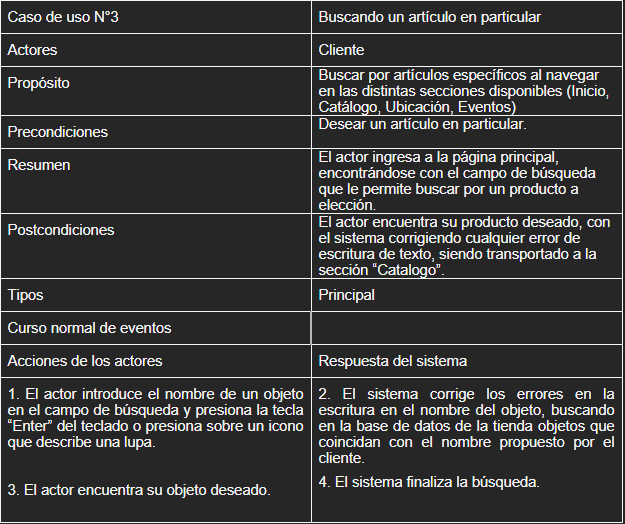 Caso de uso N°3
Buscando un artículo en particular
Actores
Cliente
Propósito
Buscar por artículos específicos al navegar
en las distintas secciones disponibles (Inicio,
Catálogo, Ubicación, Eventos)
Precondiciones
Desear un artículo en particular.
Resumen
El actor ingresa a la página principal,
encontrándose con el campo de búsqueda
que le permite buscar por un producto a
elección.
Postcondiciones
El actor encuentra su producto deseado, con
el sistema corrigiendo cualquier error de
escritura de texto, siendo transportado a la
sección “Catalogo”.
Tipos
Principal
Curso normal de eventos
Acciones de los actores
Respuesta del sistema
1. El actor introduce el nombre de un objeto
en el campo de búsqueda y presiona la tecla
“Enter” del teclado o presiona sobre un icono
que describe una lupa.
2. El sistema corrige los errores en la
escritura en el nombre del objeto, buscando
en la base de datos de la tienda objetos que
coincidan con el nombre propuesto por el
cliente.
3. El actor encuentra su objeto deseado.
4. El sistema finaliza la búsqueda.